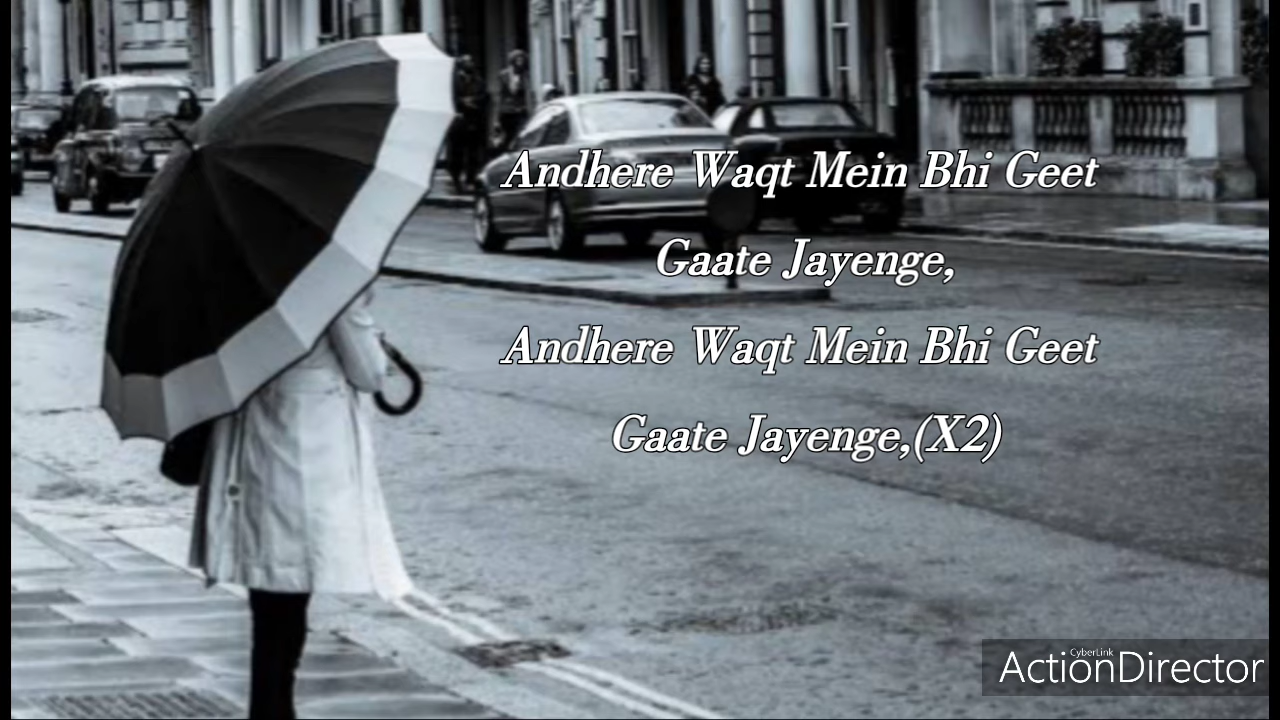 Andhere Waqt Mein Bhi Geet
Gaate Jayenge,
Andhere Waqt Mein Bhi Geet
Gaate Jayenge,(X2)
CyberLink
ActionDirector